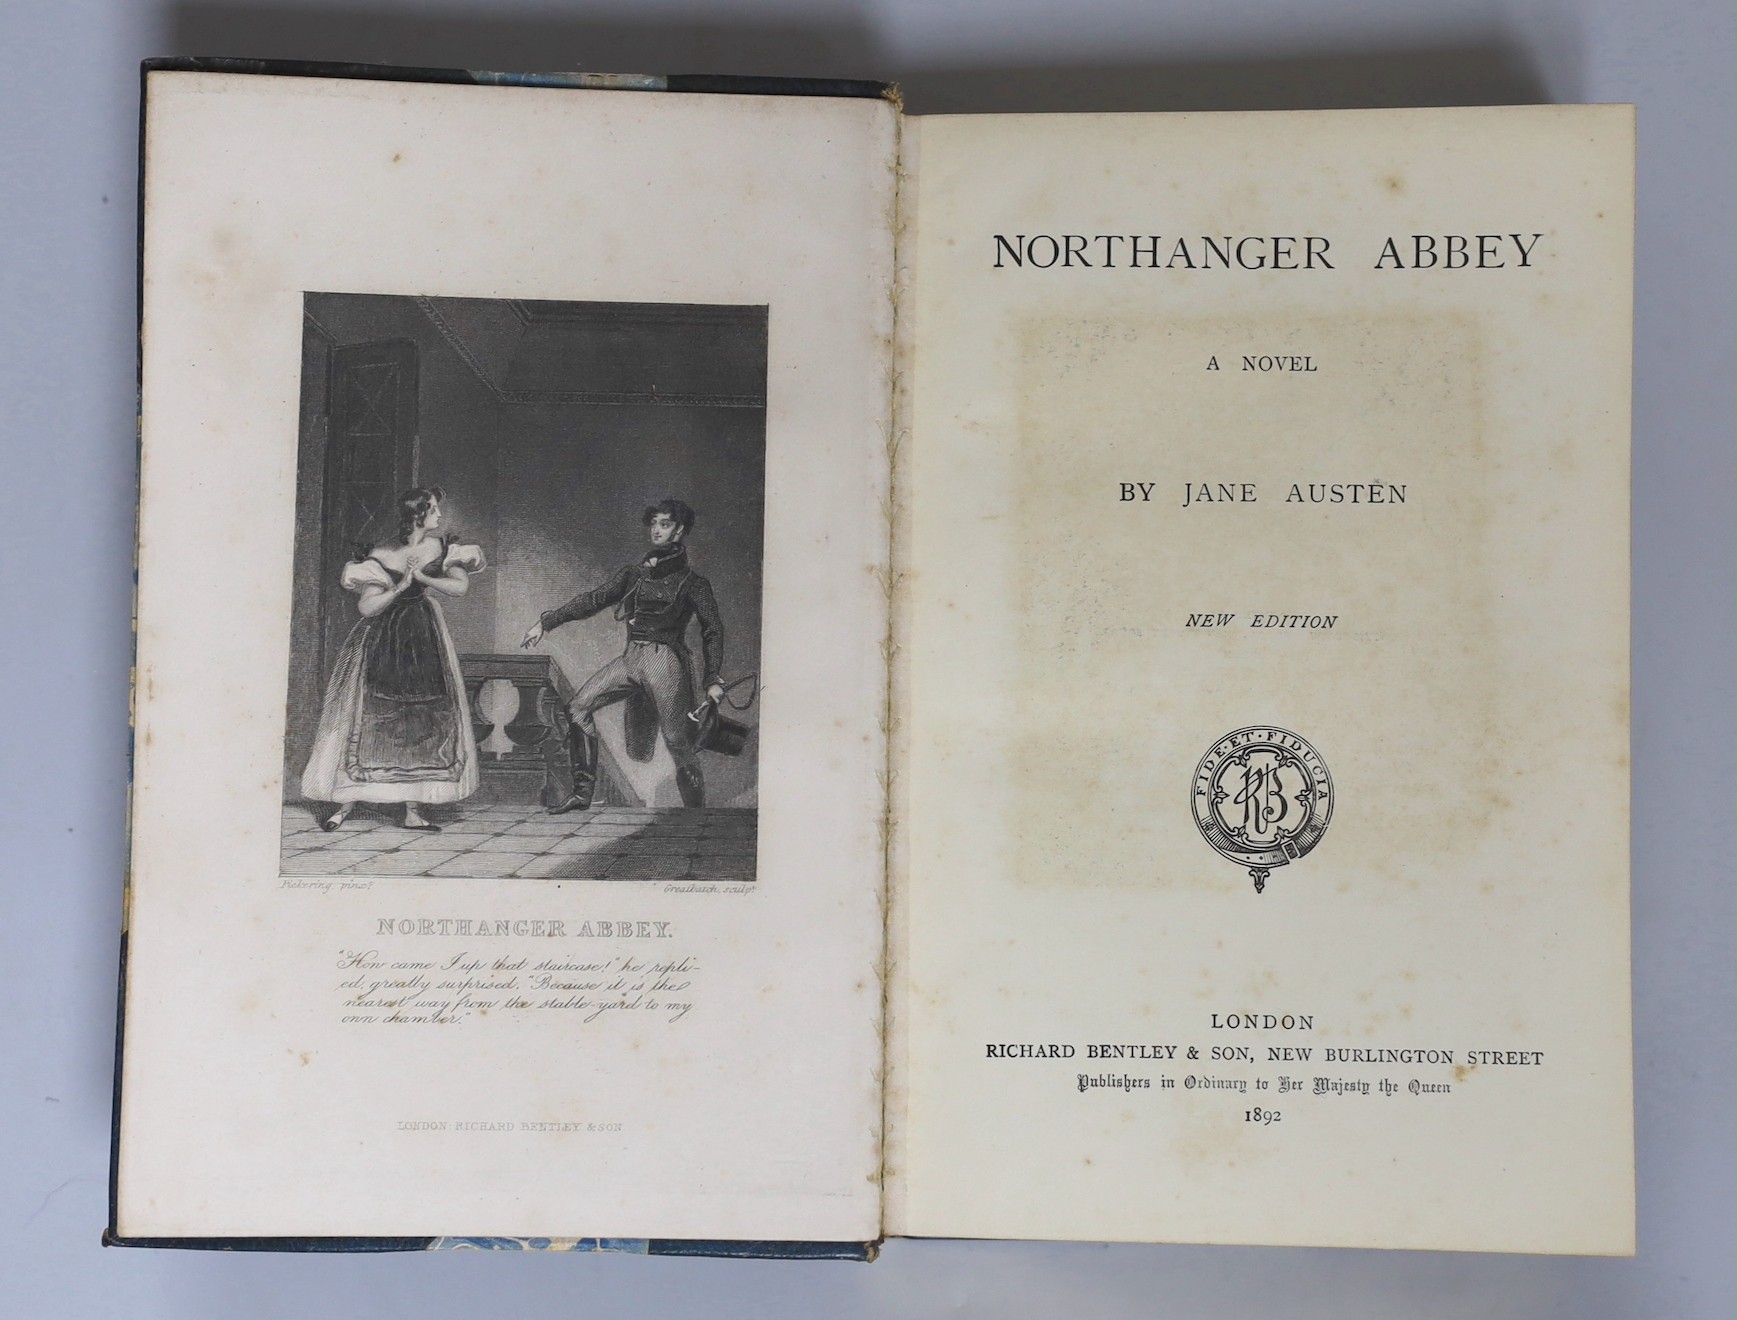 Pickering, pinxt.
Greatbatch, sculpt.
NORTHANGER ABBEY.
"How came I up that staircase!" he repli-
ed, greatly surprised. "Because it is the
nearest way from the stable-yard to my
own chamber."
LONDON: RICHARD BENTLEY & SON
NORTHANGER ABBEY
A NOVEL
BY JANE AUSTEN
NEW EDITION
FIDE·ET·FIDUCIA
RB
LONDON
RICHARD BENTLEY & SON, NEW BURLINGTON STREET
Publishers in Ordinary to Her Majesty the Queen
1892